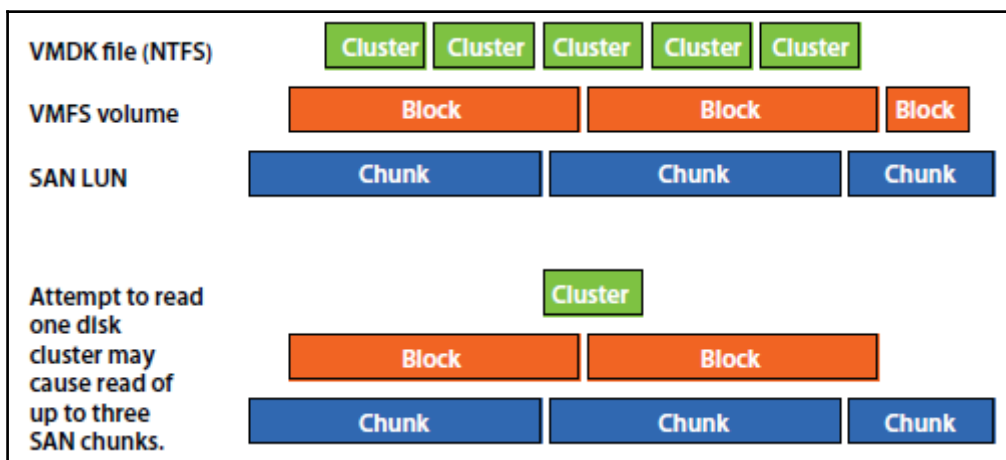 VMDK file (NTFS) Cluster Cluster Cluster Cluster Cluster
VMFS volume Block Block Block
SAN LUN Chunk Chunk Chunk
Attempt to read
one disk
cluster may
cause read of
up to three
SAN chunks.
Cluster
Block Block
Chunk Chunk Chunk